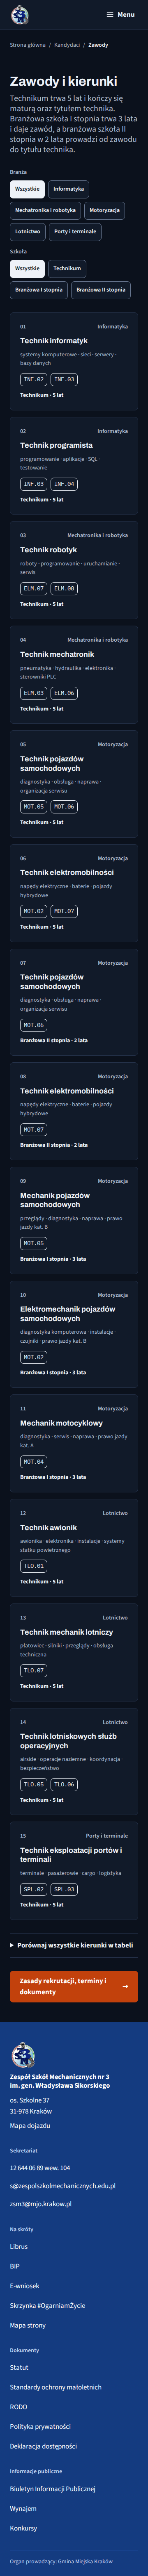 Menu
Strona główna / Kandydaci / Zawody
Zawody i kierunki
Technikum trwa 5 lat i kończy się
maturą oraz tytułem technika.
Branżowa szkoła I stopnia trwa 3 lata
i daje zawód, a branżowa szkoła II
stopnia w 2 lata prowadzi od zawodu
do tytułu technika.
Branża
Wszystkie Informatyka
Mechatronika i robotyka Motoryzacja
Lotnictwo Porty i terminale
Szkoła
Wszystkie Technikum
Branżowa I stopnia Branżowa II stopnia
01 Informatyka
Technik informatyk
systemy komputerowe · sieci · serwery ·
bazy danych
INF.02 INF.03
Technikum · 5 lat
02 Informatyka
Technik programista
programowanie · aplikacje · SQL ·
testowanie
INF.03 INF.04
Technikum · 5 lat
03 Mechatronika i robotyka
Technik robotyk
roboty · programowanie · uruchamianie ·
serwis
ELM.07 ELM.08
Technikum · 5 lat
04 Mechatronika i robotyka
Technik mechatronik
pneumatyka · hydraulika · elektronika ·
sterowniki PLC
ELM.03 ELM.06
Technikum · 5 lat
05 Motoryzacja
Technik pojazdów
samochodowych
diagnostyka · obsługa · naprawa ·
organizacja serwisu
MOT.05 MOT.06
Technikum · 5 lat
06 Motoryzacja
Technik elektromobilności
napędy elektryczne · baterie · pojazdy
hybrydowe
MOT.02 MOT.07
Technikum · 5 lat
07 Motoryzacja
Technik pojazdów
samochodowych
diagnostyka · obsługa · naprawa ·
organizacja serwisu
MOT.06
Branżowa II stopnia · 2 lata
08 Motoryzacja
Technik elektromobilności
napędy elektryczne · baterie · pojazdy
hybrydowe
MOT.07
Branżowa II stopnia · 2 lata
09 Motoryzacja
Mechanik pojazdów
samochodowych
przeglądy · diagnostyka · naprawa · prawo
jazdy kat. B
MOT.05
Branżowa I stopnia · 3 lata
10 Motoryzacja
Elektromechanik pojazdów
samochodowych
diagnostyka komputerowa · instalacje ·
czujniki · prawo jazdy kat. B
MOT.02
Branżowa I stopnia · 3 lata
11 Motoryzacja
Mechanik motocyklowy
diagnostyka · serwis · naprawa · prawo jazdy
kat. A
MOT.04
Branżowa I stopnia · 3 lata
12 Lotnictwo
Technik awionik
awionika · elektronika · instalacje · systemy
statku powietrznego
TLO.01
Technikum · 5 lat
13 Lotnictwo
Technik mechanik lotniczy
płatowiec · silniki · przeglądy · obsługa
techniczna
TLO.07
Technikum · 5 lat
14 Lotnictwo
Technik lotniskowych służb
operacyjnych
airside · operacje naziemne · koordynacja ·
bezpieczeństwo
TLO.05 TLO.06
Technikum · 5 lat
15 Porty i terminale
Technik eksploatacji portów i
terminali
terminale · pasażerowie · cargo · logistyka
SPL.02 SPL.03
Technikum · 5 lat
Porównaj wszystkie kierunki w tabeli
Zasady rekrutacji, terminy i
dokumenty →
Zespół Szkół Mechanicznych nr 3
im. gen. Władysława Sikorskiego
os. Szkolne 37
31-978 Kraków
Mapa dojazdu
Sekretariat
12 644 06 89 wew. 104
s@zespolszkolmechanicznych.edu.pl
zsm3@mjo.krakow.pl
Na skróty
Librus
BIP
E-wniosek
Skrzynka #OgarniamŻycie
Mapa strony
Dokumenty
Statut
Standardy ochrony małoletnich
RODO
Polityka prywatności
Deklaracja dostępności
Informacje publiczne
Biuletyn Informacji Publicznej
Wynajem
Konkursy
Organ prowadzący: Gmina Miejska Kraków